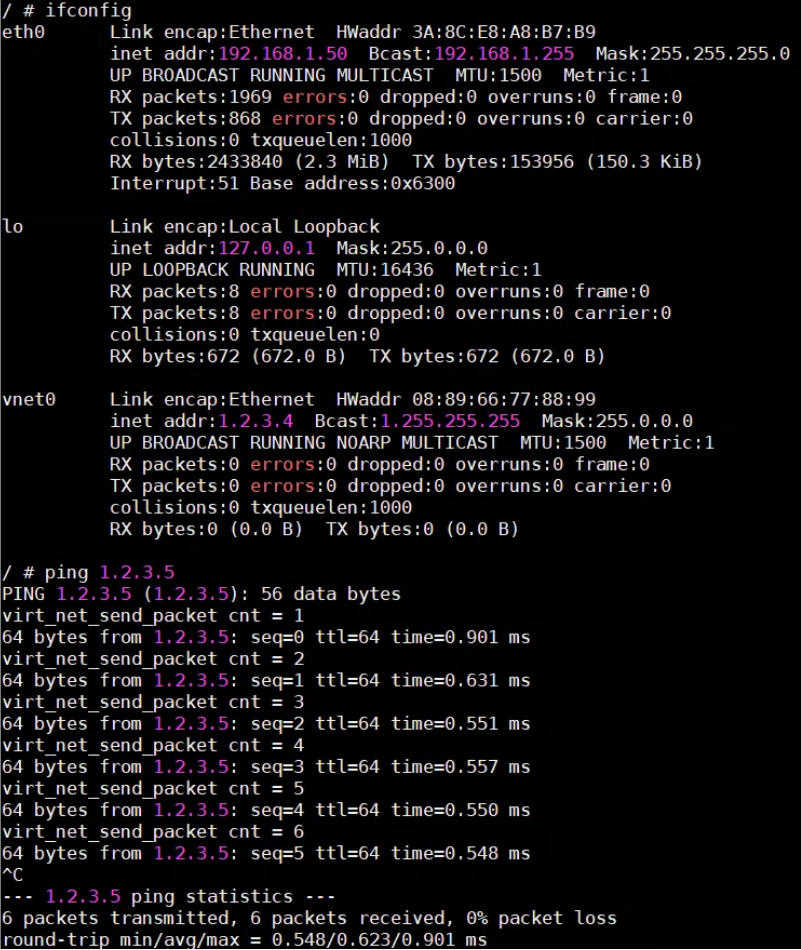 / # ifconfig
eth0 Link encap:Ethernet HWaddr 3A:8C:E8:A8:B7:B9
inet addr:192.168.1.50 Bcast:192.168.1.255 Mask:255.255.255.0
UP BROADCAST RUNNING MULTICAST MTU:1500 Metric:1
RX packets:1969 errors:0 dropped:0 overruns:0 frame:0
TX packets:868 errors:0 dropped:0 overruns:0 carrier:0
collisions:0 txqueuelen:1000
RX bytes:2433840 (2.3 MiB) TX bytes:153956 (150.3 KiB)
Interrupt:51 Base address:0x6300
lo Link encap:Local Loopback
inet addr:127.0.0.1 Mask:255.0.0.0
UP LOOPBACK RUNNING MTU:16436 Metric:1
RX packets:8 errors:0 dropped:0 overruns:0 frame:0
TX packets:8 errors:0 dropped:0 overruns:0 carrier:0
collisions:0 txqueuelen:0
RX bytes:672 (672.0 B) TX bytes:672 (672.0 B)
vnet0 Link encap:Ethernet HWaddr 08:89:66:77:88:99
inet addr:1.2.3.4 Bcast:1.255.255.255 Mask:255.0.0.0
UP BROADCAST RUNNING NOARP MULTICAST MTU:1500 Metric:1
RX packets:0 errors:0 dropped:0 overruns:0 frame:0
TX packets:0 errors:0 dropped:0 overruns:0 carrier:0
collisions:0 txqueuelen:1000
RX bytes:0 (0.0 B) TX bytes:0 (0.0 B)
/ # ping 1.2.3.5
PING 1.2.3.5 (1.2.3.5): 56 data bytes
virt_net_send_packet cnt = 1
64 bytes from 1.2.3.5: seq=0 ttl=64 time=0.901 ms
virt_net_send_packet cnt = 2
64 bytes from 1.2.3.5: seq=1 ttl=64 time=0.631 ms
virt_net_send_packet cnt = 3
64 bytes from 1.2.3.5: seq=2 ttl=64 time=0.551 ms
virt_net_send_packet cnt = 4
64 bytes from 1.2.3.5: seq=3 ttl=64 time=0.557 ms
virt_net_send_packet cnt = 5
64 bytes from 1.2.3.5: seq=4 ttl=64 time=0.550 ms
virt_net_send_packet cnt = 6
64 bytes from 1.2.3.5: seq=5 ttl=64 time=0.548 ms
^C
--- 1.2.3.5 ping statistics ---
6 packets transmitted, 6 packets received, 0% packet loss
round-trip min/avg/max = 0.548/0.623/0.901 ms